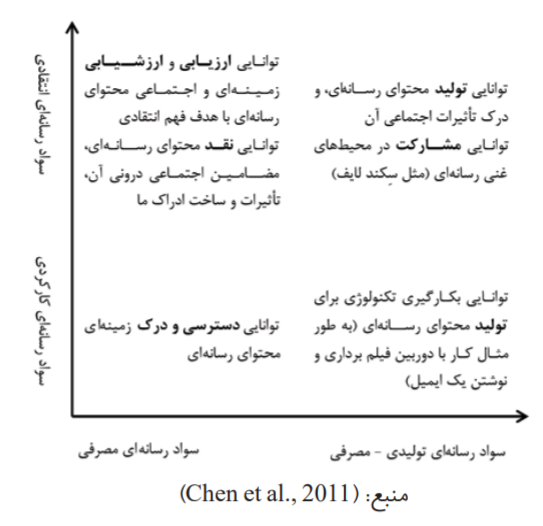 سواد رسانه‌ای انتقادی
توانایی ارزیابی و ارزشیابی
زمینه‌ای و اجتماعی محتوای
رسانه‌ای با هدف فهم انتقادی
توانایی نقد محتوای رسانه‌ای،
مضامین اجتماعی درونی آن،
تأثیرات و ساخت ادراک ما
توانایی تولید محتوای رسانه‌ای، و
درک تأثیرات اجتماعی آن
توانایی مشارکت در محیط‌های
غنی رسانه‌ای (مثل سِکند لایف)
سواد رسانه‌ای کارکردی
توانایی دسترسی و درک زمینه‌ای
محتوای رسانه‌ای
توانایی بکارگیری تکنولوژی برای
تولید محتوای رسانه‌ای (به طور
مثال کار با دوربین فیلم برداری و
نوشتن یک ایمیل)
سواد رسانه‌ای مصرفی
سواد رسانه‌ای تولیدی - مصرفی
منبع: (Chen et al., 2011)